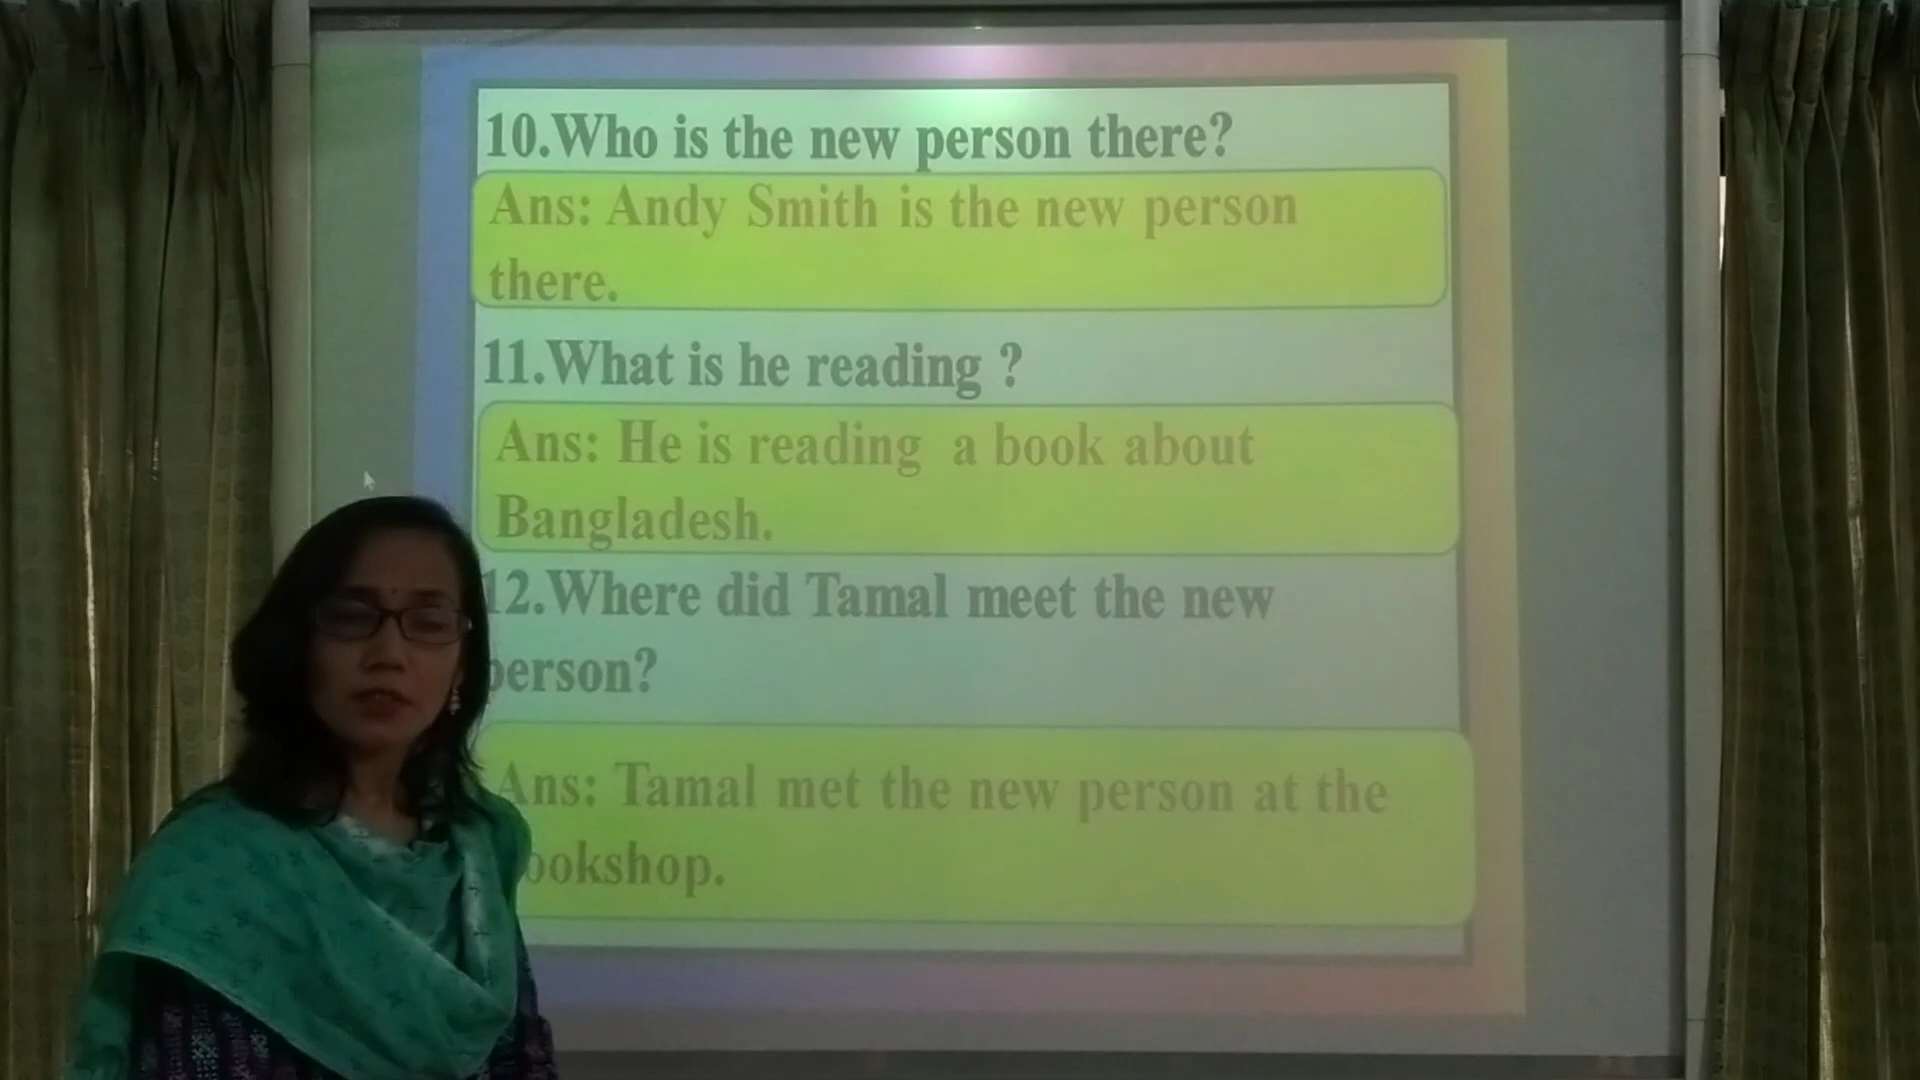 10.Who is the new person there?
Ans: Andy Smith is the new person
there.
11.What is he reading ?
Ans: He is reading a book about
Bangladesh.
12.Where did Tamal meet the new
person?
Ans: Tamal met the new person at the
ookshop.